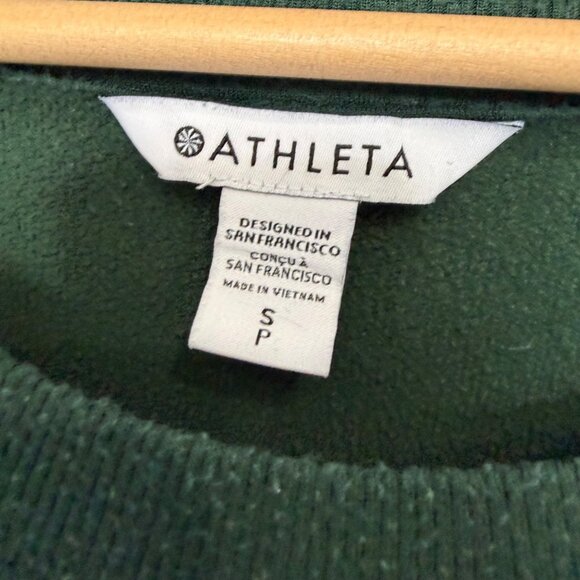 ATHLETA
DESIGNED IN
SAN FRANCISCO
CONÇU À
SAN FRANCISCO
MADE IN VIETNAM
S
P